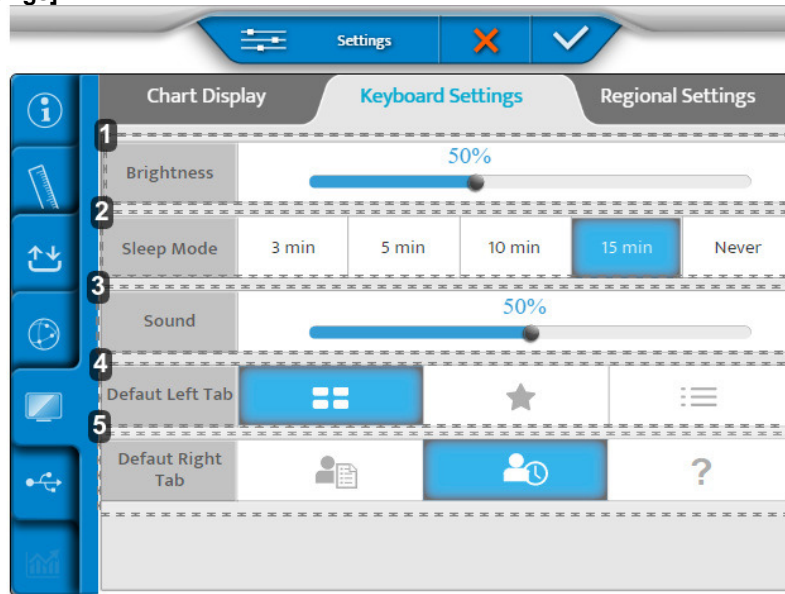 Settings
Chart Display Keyboard Settings Regional Settings
1
Brightness 50%
2
Sleep Mode 3 min 5 min 10 min 15 min Never
3
Sound 50%
4
Defaut Left Tab
5
Defaut Right
Tab ?